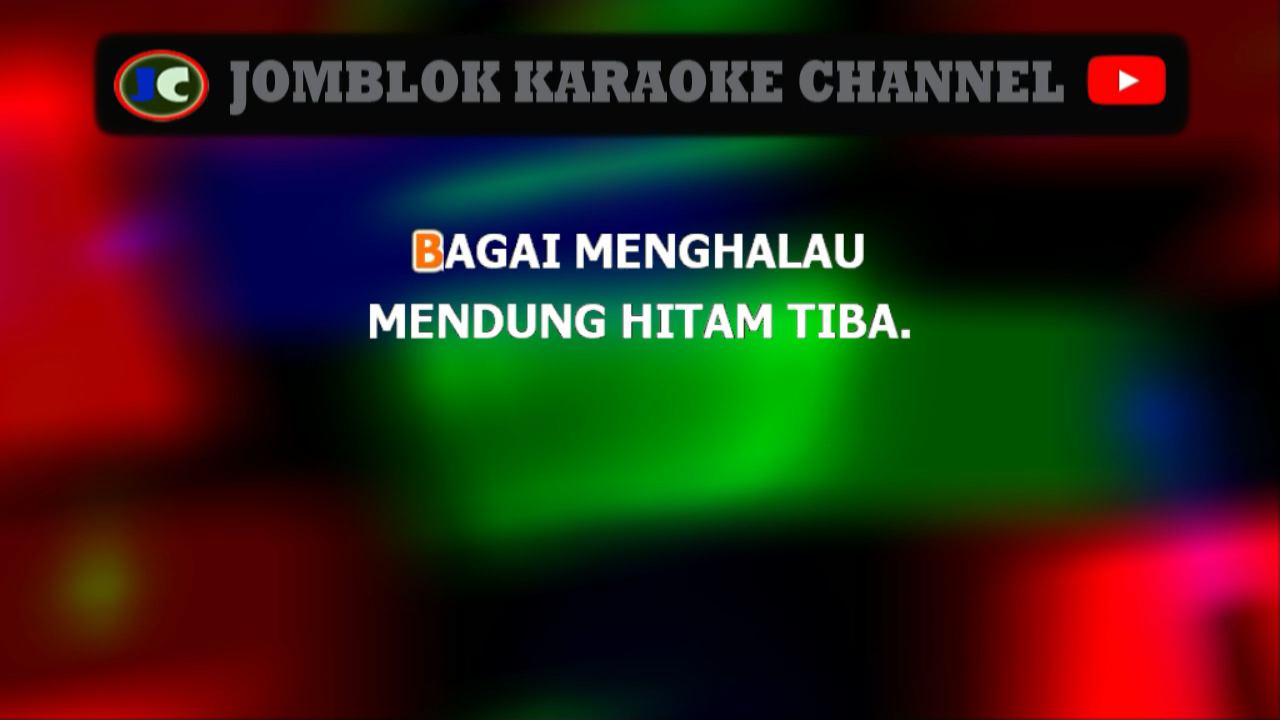 JC JOMBLOK KARAOKE CHANNEL
BAGAI MENGHALAU
MENDUNG HITAM TIBA.